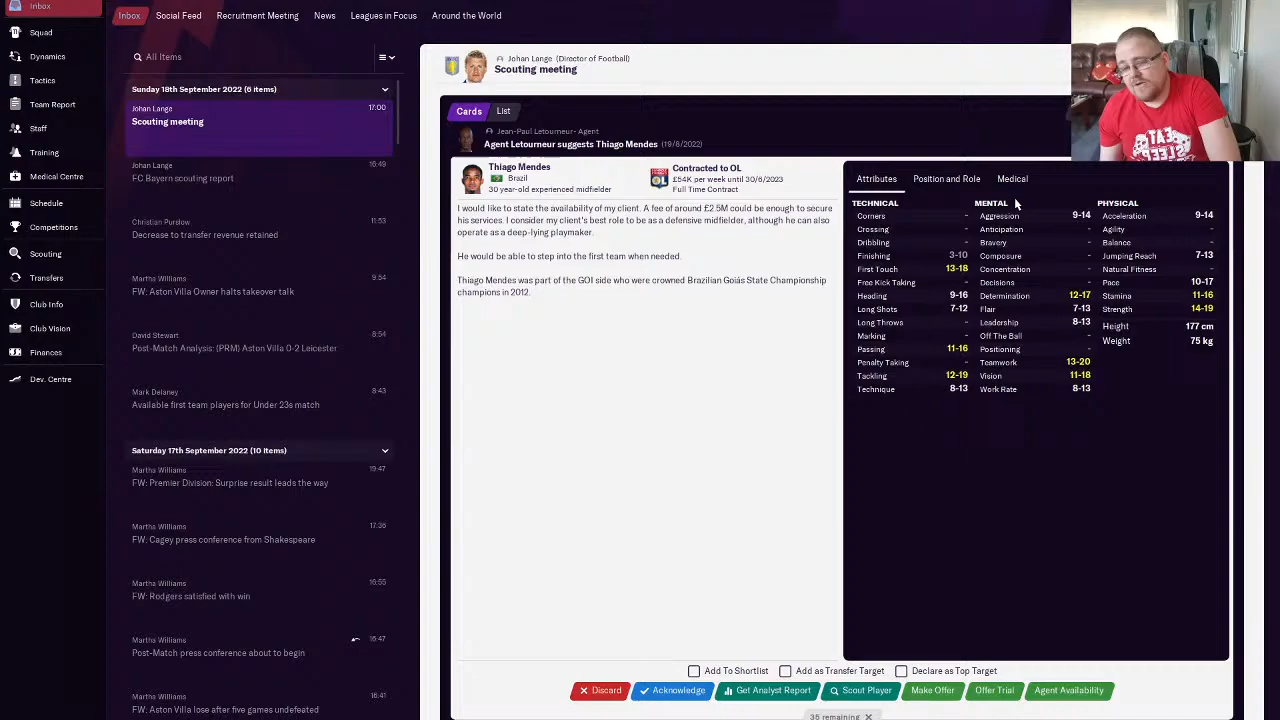 Inbox
Squad
Dynamics
Tactics
Team Report
Staff
Training
Medical Centre
Schedule
Competitions
Scouting
Transfers
Club Info
Club Vision
Finances
Dev. Centre
Inbox Social Feed Recruitment Meeting News Leagues in Focus Around the World
All Items
Sunday 18th September 2022 (6 items)
Johan Lange 17:00
Scouting meeting
Johan Lange 16:49
FC Bayern scouting report
Christian Purslow 11:53
Decrease to transfer revenue retained
Martha Williams 9:54
FW: Aston Villa Owner halts takeover talk
David Stewart 8:54
Post-Match Analysis: (PRM) Aston Villa 0-2 Leicester
Mark Delaney 8:43
Available first team players for Under 23s match
Saturday 17th September 2022 (10 items)
Martha Williams 19:47
FW: Premier Division: Surprise result leads the way
Martha Williams 17:36
FW: Cagey press conference from Shakespeare
Martha Williams 16:55
FW: Rodgers satisfied with win
Martha Williams 16:47
Post-Match press conference about to begin
Martha Williams 16:41
FW: Aston Villa lose after five games undefeated
Johan Lange (Director of Football)
Scouting meeting
Cards List
Jean-Paul Letourneur- Agent
Agent Letourneur suggests Thiago Mendes (19/8/2022)
Thiago Mendes
Brazil
30 year-old experienced midfielder
Contracted to OL
£54K per week until 30/6/2023
Full Time Contract
I would like to state the availability of my client. A fee of around £2.5M could be enough to secure
his services. I consider my client's best role to be as a defensive midfielder, although he can also
operate as a deep-lying playmaker.
He would be able to step into the first team when needed.
Thiago Mendes was part of the GOI side who were crowned Brazilian Goiás State Championship
champions in 2012.
Attributes Position and Role Medical
TECHNICAL MENTAL PHYSICAL
Corners - Aggression 9-14 Acceleration 9-14
Crossing - Anticipation - Agility -
Dribbling - Bravery - Balance -
Finishing 3-10 Composure - Jumping Reach 7-13
First Touch 13-18 Concentration - Natural Fitness -
Free Kick Taking - Decisions - Pace 10-17
Heading 9-16 Determination 12-17 Stamina 11-16
Long Shots 7-12 Flair 7-13 Strength 14-19
Long Throws - Leadership 8-13 Height 177 cm
Marking - Off The Ball - Weight 75 kg
Passing 11-16 Positioning -
Penalty Taking - Teamwork 13-20
Tackling 12-19 Vision 11-18
Technique 8-13 Work Rate 8-13
Add To Shortlist Add as Transfer Target Declare as Top Target
Discard Acknowledge Get Analyst Report Scout Player Make Offer Offer Trial Agent Availability
35 remaining
EAT
SLEEP